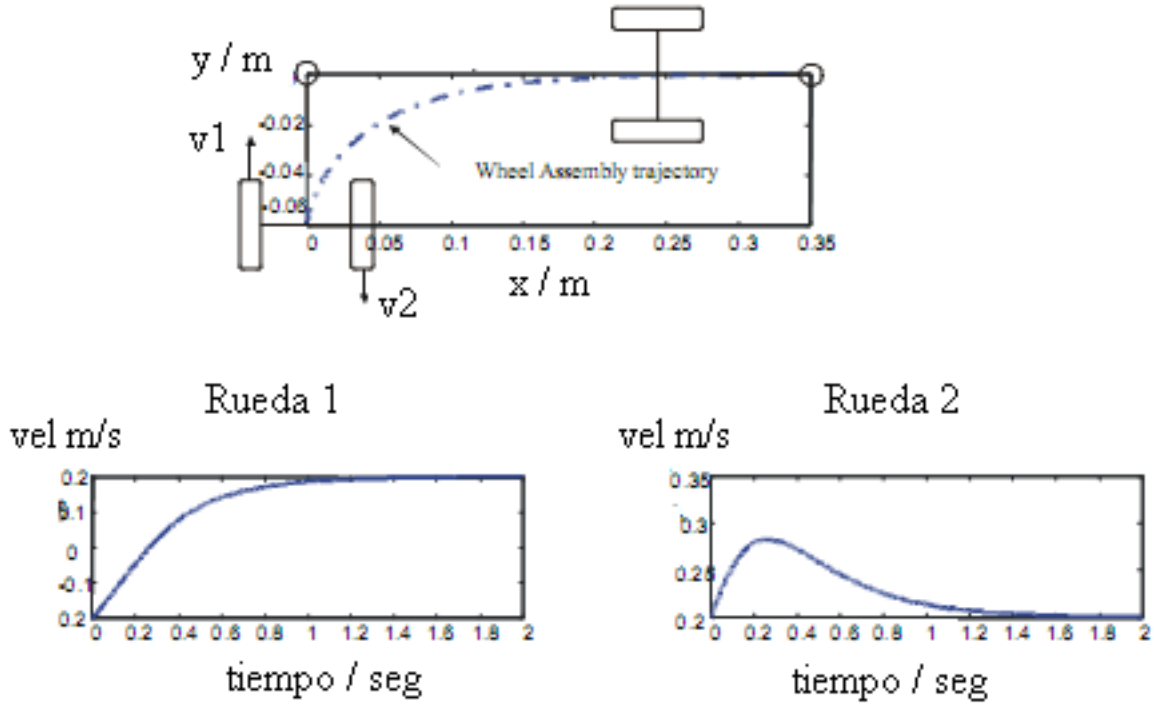 y / m
-0.02
v1
Wheel Assembly trajectory
-0.04
-0.06
0 0.05 0.1 0.15 0.2 0.25 0.3 0.35
x / m
v2
Rueda 1
vel m/s
0.2
0.1
0
-0.1
0.2
0 0.2 0.4 0.6 0.8 1 1.2 1.4 1.6 1.8 2
tiempo / seg
Rueda 2
vel m/s
0.35
0.3
0.25
0.2
0 0.2 0.4 0.6 0.8 1 1.2 1.4 1.6 1.8 2
tiempo / seg